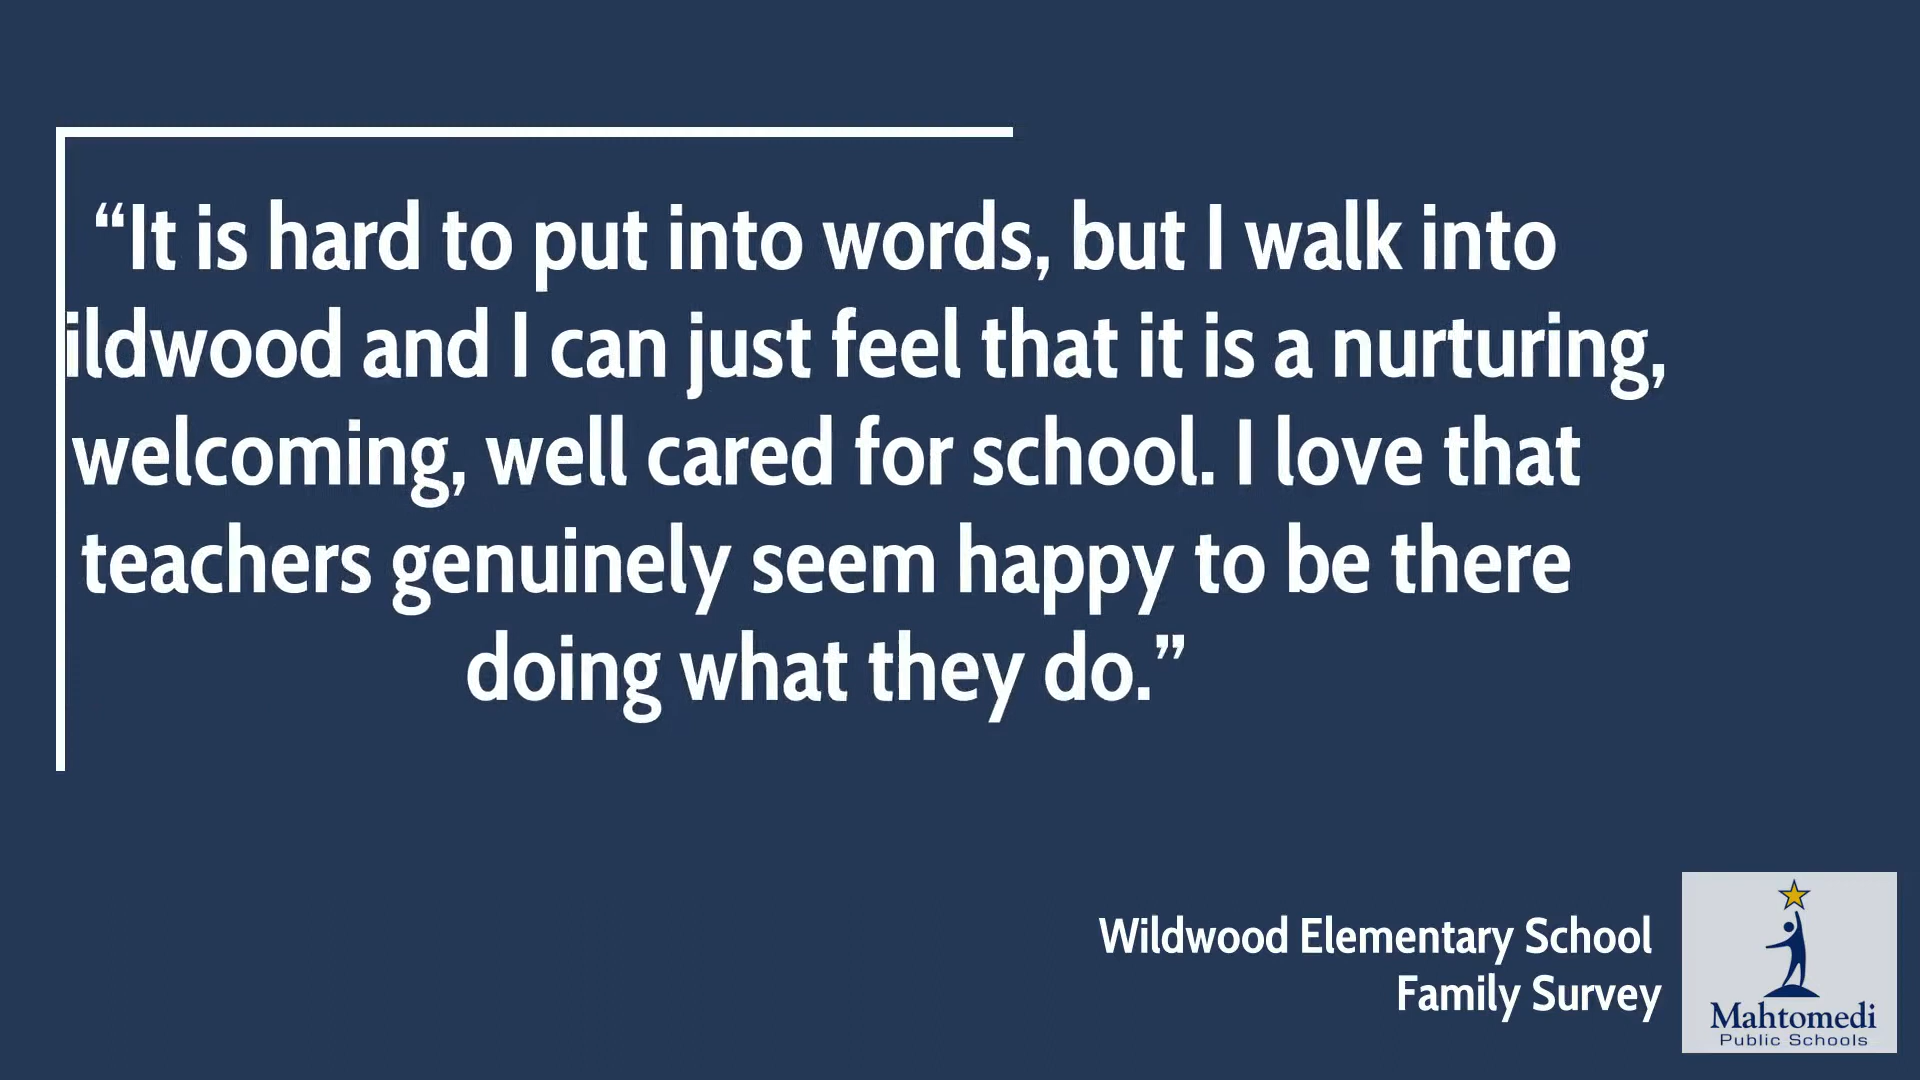 “It is hard to put into words, but I walk into
ildwood and I can just feel that it is a nurturing,
welcoming, well cared for school. I love that
teachers genuinely seem happy to be there
doing what they do.”
Wildwood Elementary School
Family Survey
Mahtomedi
Public Schools